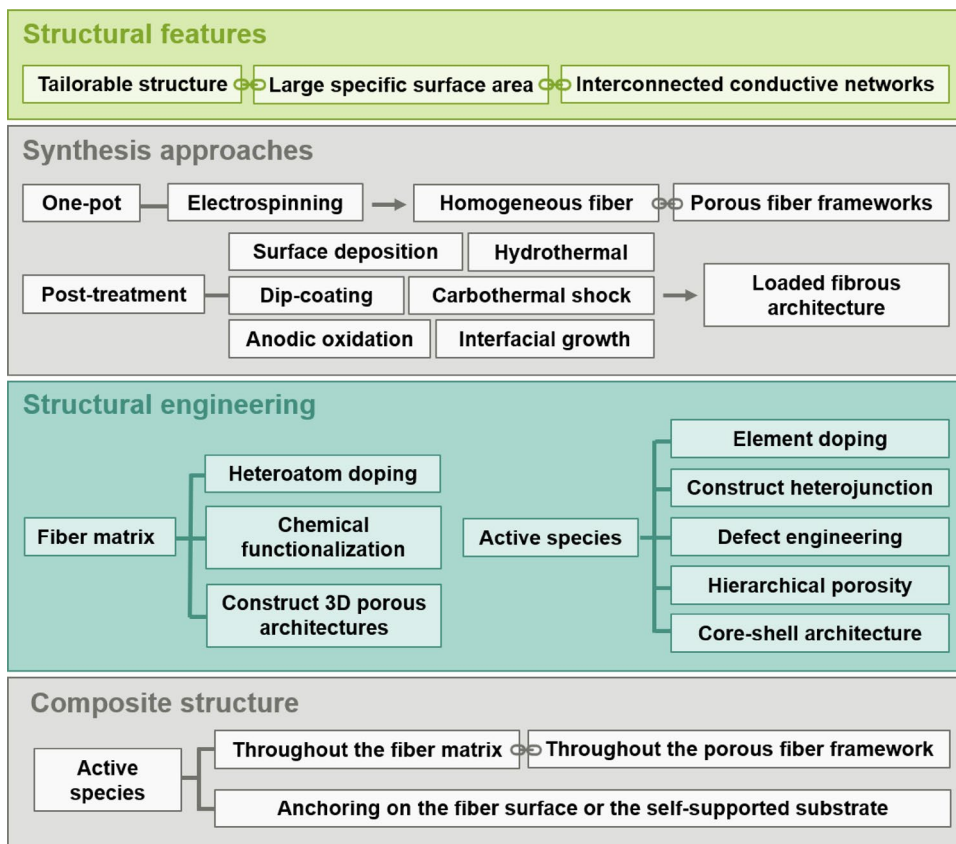 Structural features
Tailorable structure
Large specific surface area
Interconnected conductive networks
Synthesis approaches
One-pot
Electrospinning
Homogeneous fiber
Porous fiber frameworks
Post-treatment
Surface deposition
Hydrothermal
Dip-coating
Carbothermal shock
Anodic oxidation
Interfacial growth
Loaded fibrous
architecture
Structural engineering
Fiber matrix
Heteroatom doping
Chemical
functionalization
Construct 3D porous
architectures
Active species
Element doping
Construct heterojunction
Defect engineering
Hierarchical porosity
Core-shell architecture
Composite structure
Active
species
Throughout the fiber matrix
Throughout the porous fiber framework
Anchoring on the fiber surface or the self-supported substrate